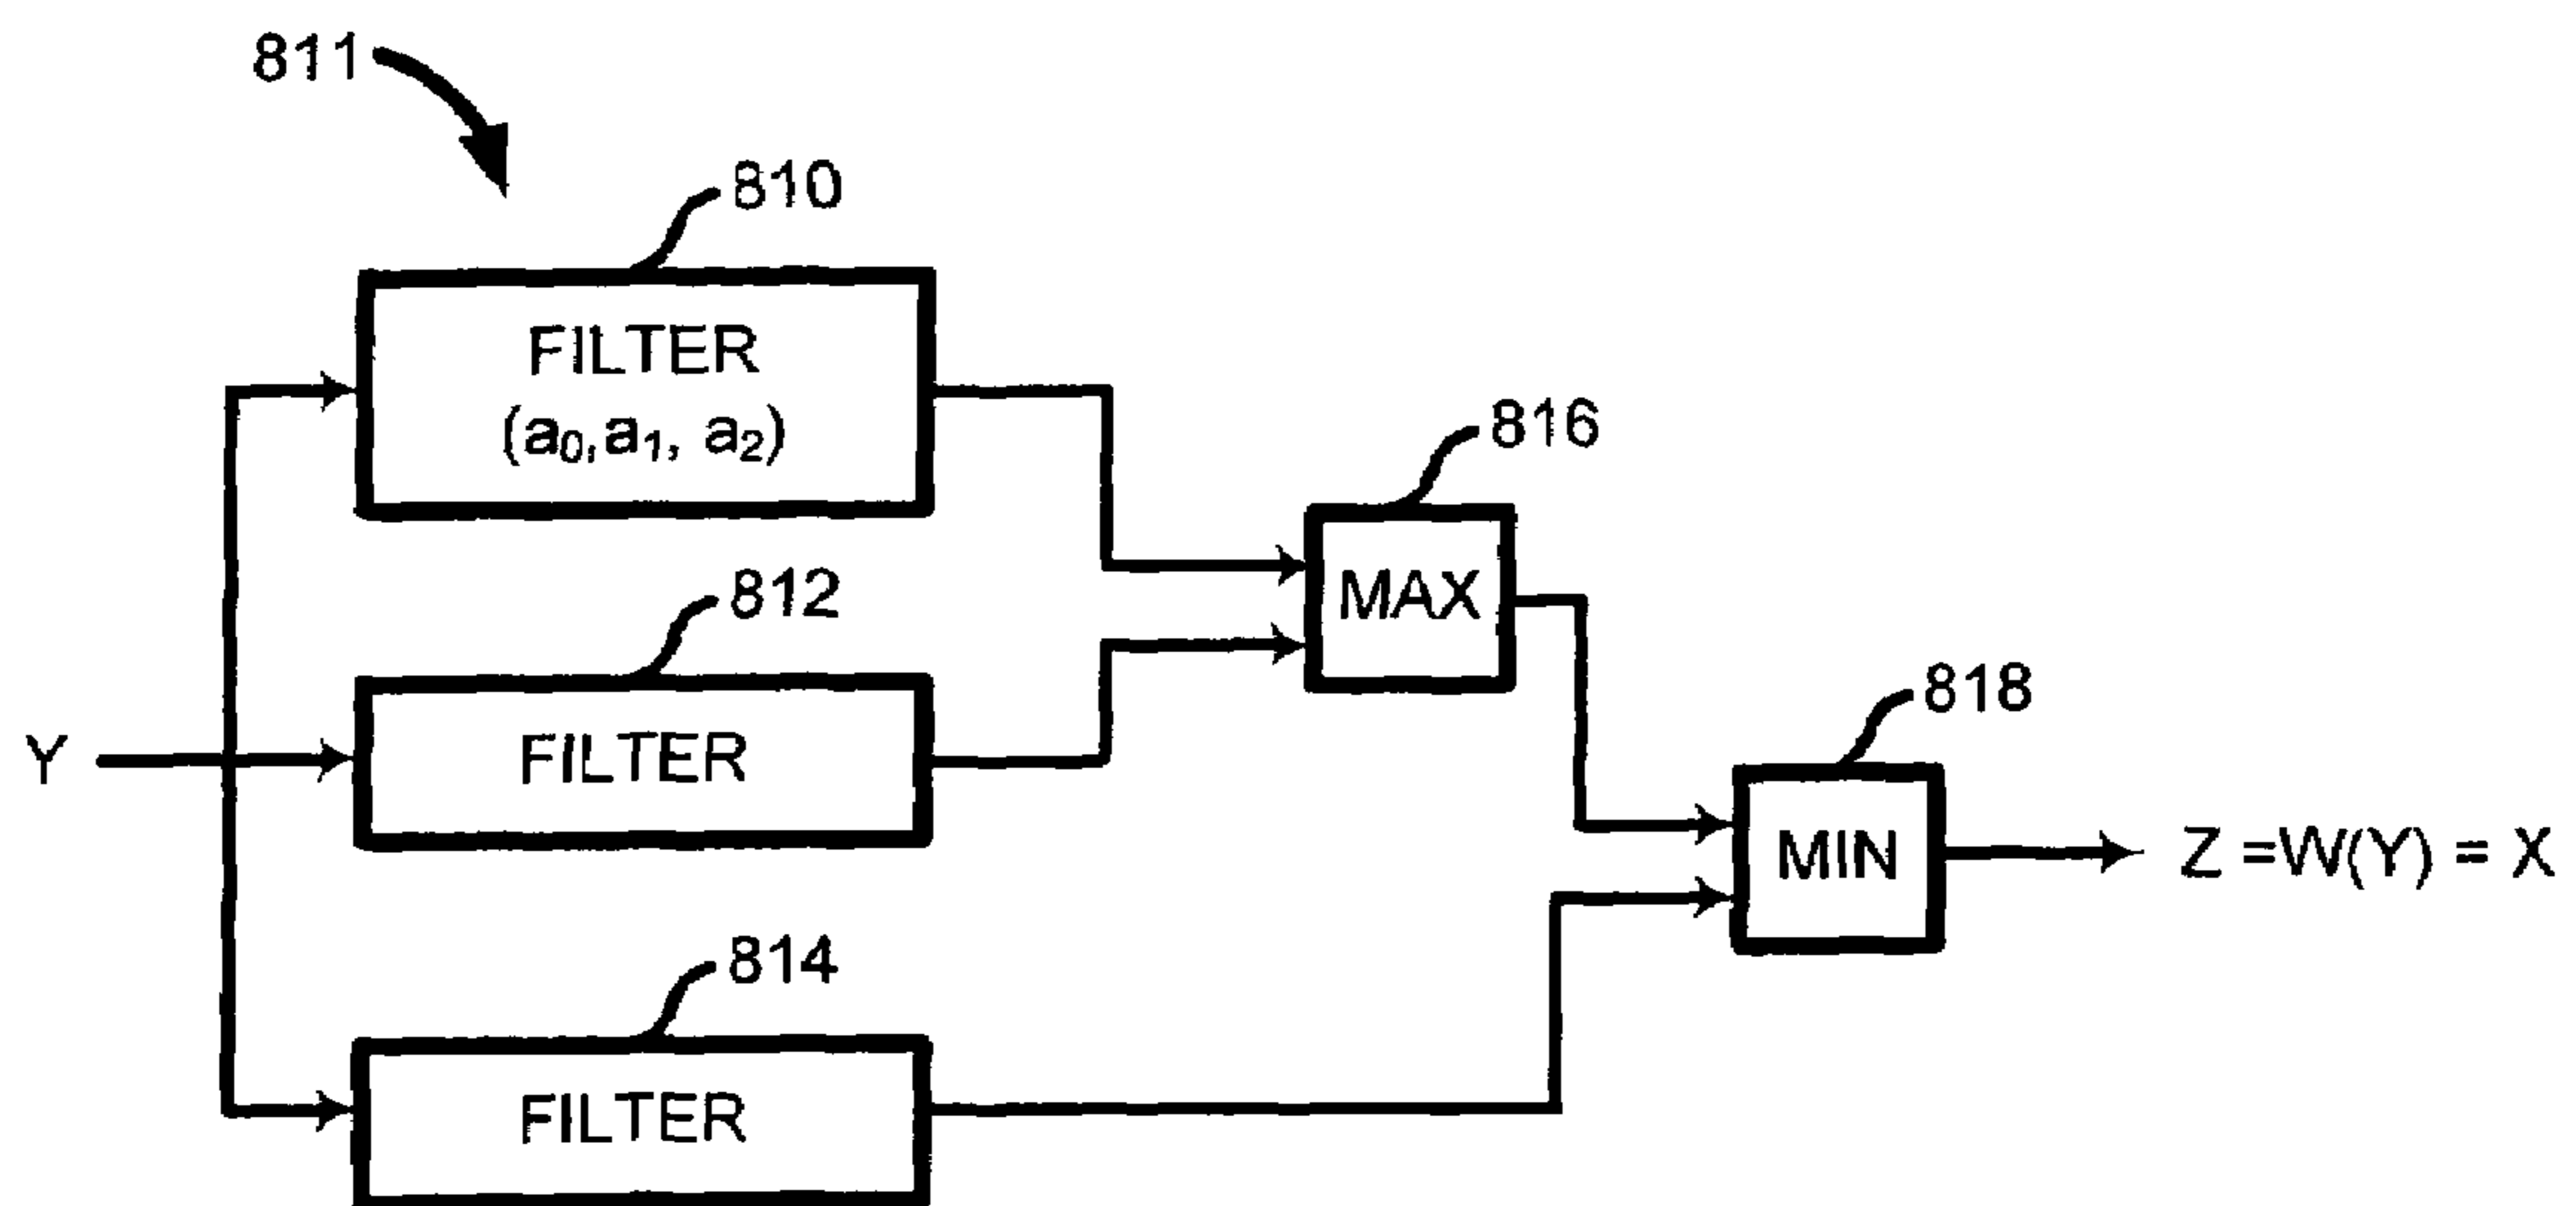 811
810
FILTER
(a₀,a₁, a₂)
816
MAX
812
FILTER
818
Y
MIN
Z =W(Y) = X
814
FILTER